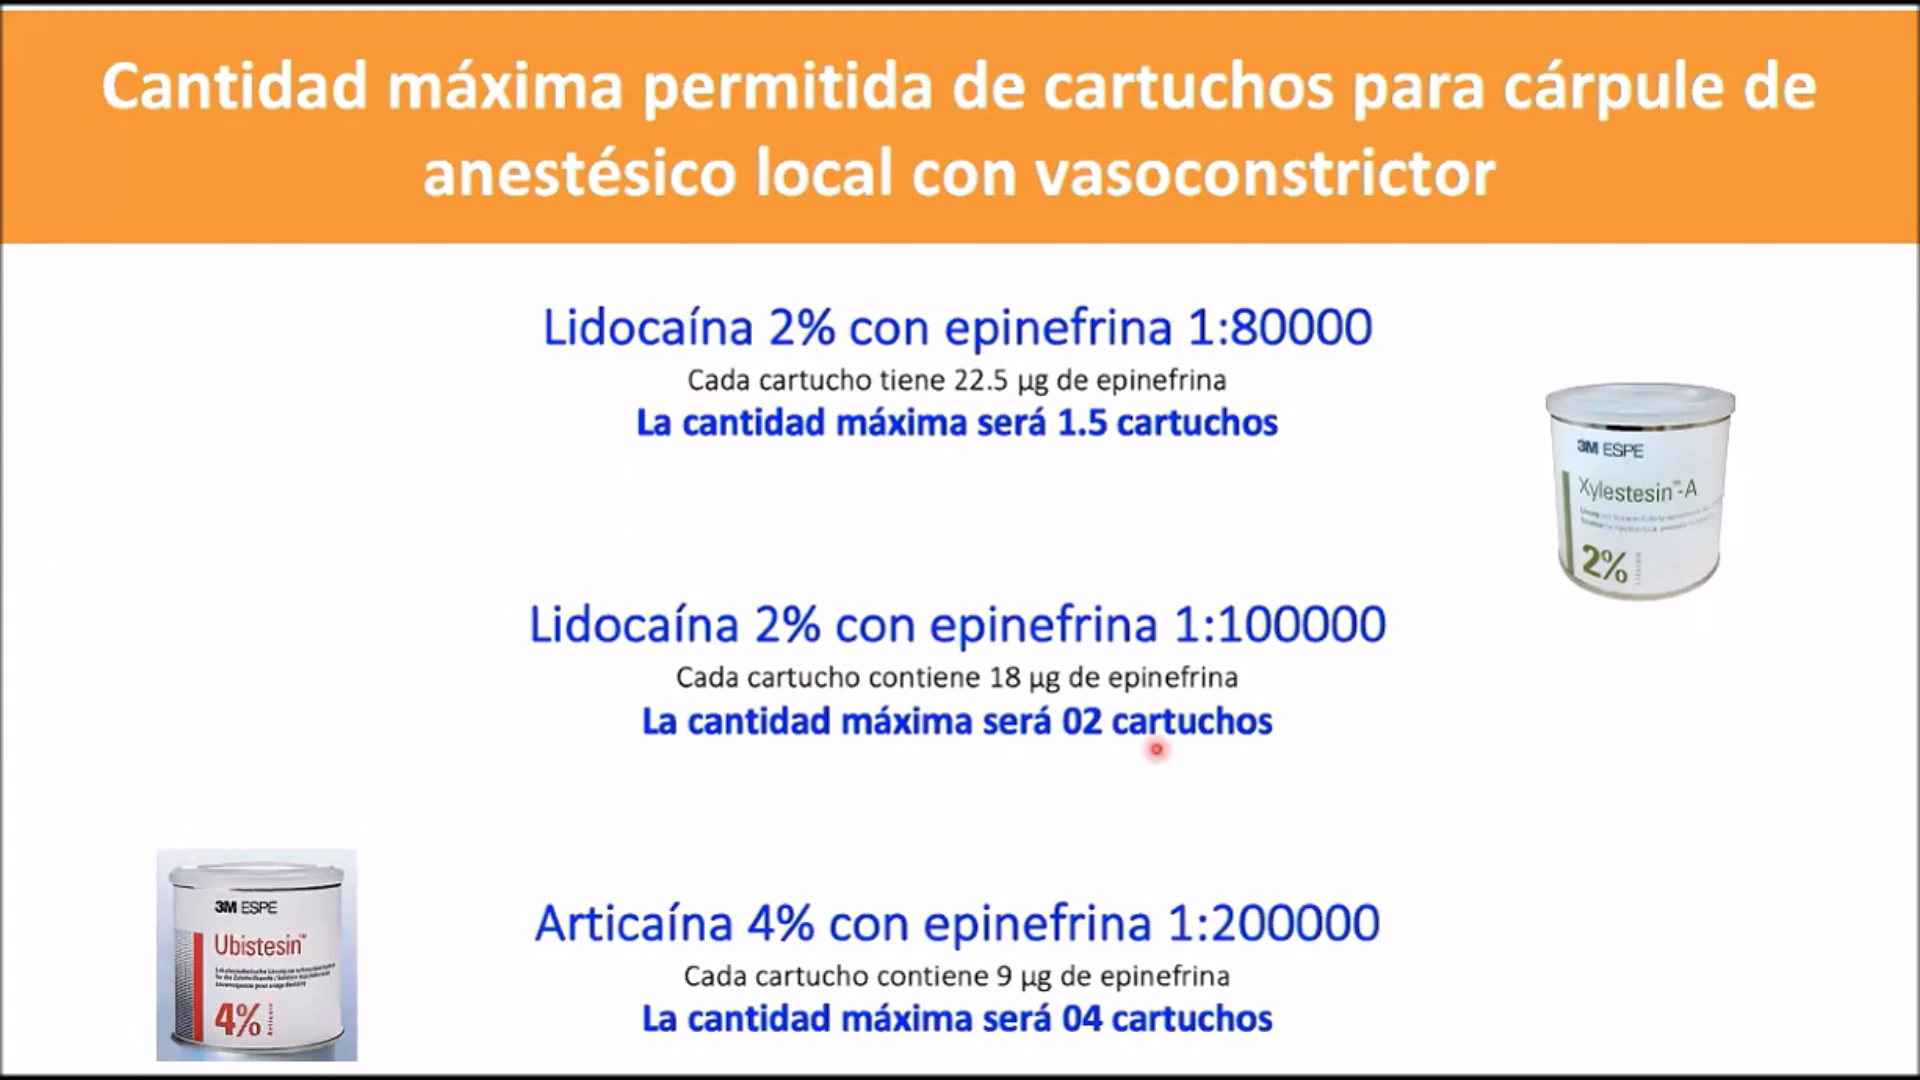 Cantidad máxima permitida de cartuchos para cárpule de
anestésico local con vasoconstrictor
Lidocaína 2% con epinefrina 1:80000
Cada cartucho tiene 22.5 µg de epinefrina
La cantidad máxima será 1.5 cartuchos
3M ESPE
Xylestesin™-A
2%
Lidocaína 2% con epinefrina 1:100000
Cada cartucho contiene 18 µg de epinefrina
La cantidad máxima será 02 cartuchos
3M ESPE
Ubistesin™
4%
Articaína 4% con epinefrina 1:200000
Cada cartucho contiene 9 µg de epinefrina
La cantidad máxima será 04 cartuchos